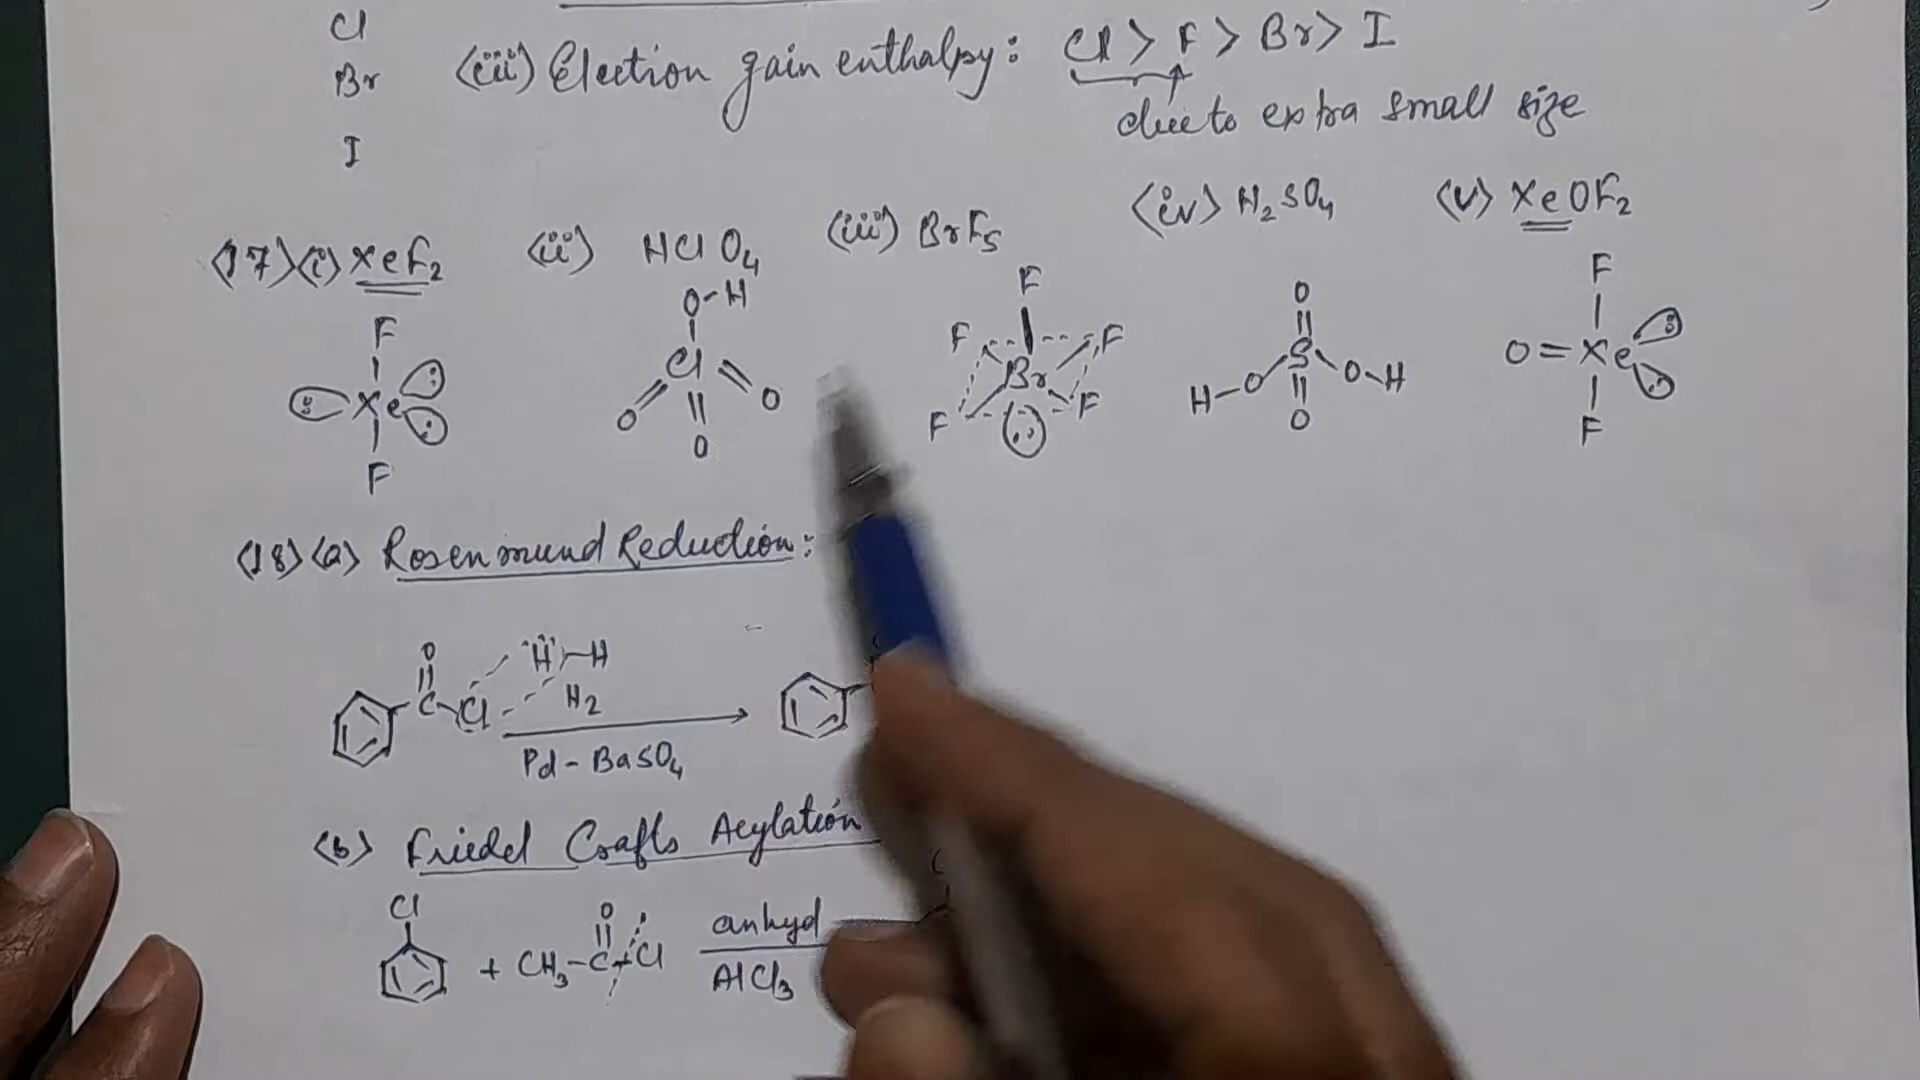 Cl
Br
I
(iii) Electron gain enthalpy: Cl > F > Br > I
due to extra small size
(17) (i) XeF2 (ii) HClO4 (iii) BrF5 (iv) H2SO4 (v) XeOF2
F
Xe
F
O-H
Cl
O O
O
F
F F
Br
F F
O
S
H-O O-H
O
F
O=Xe
F
(18) (a) Rosenmund Reduction:
O H-H
C-Cl H2
Pd-BaSO4
(b) Friedel Crafts Acylation
Cl
O
+ CH3-C-Cl anhyd
AlCl3